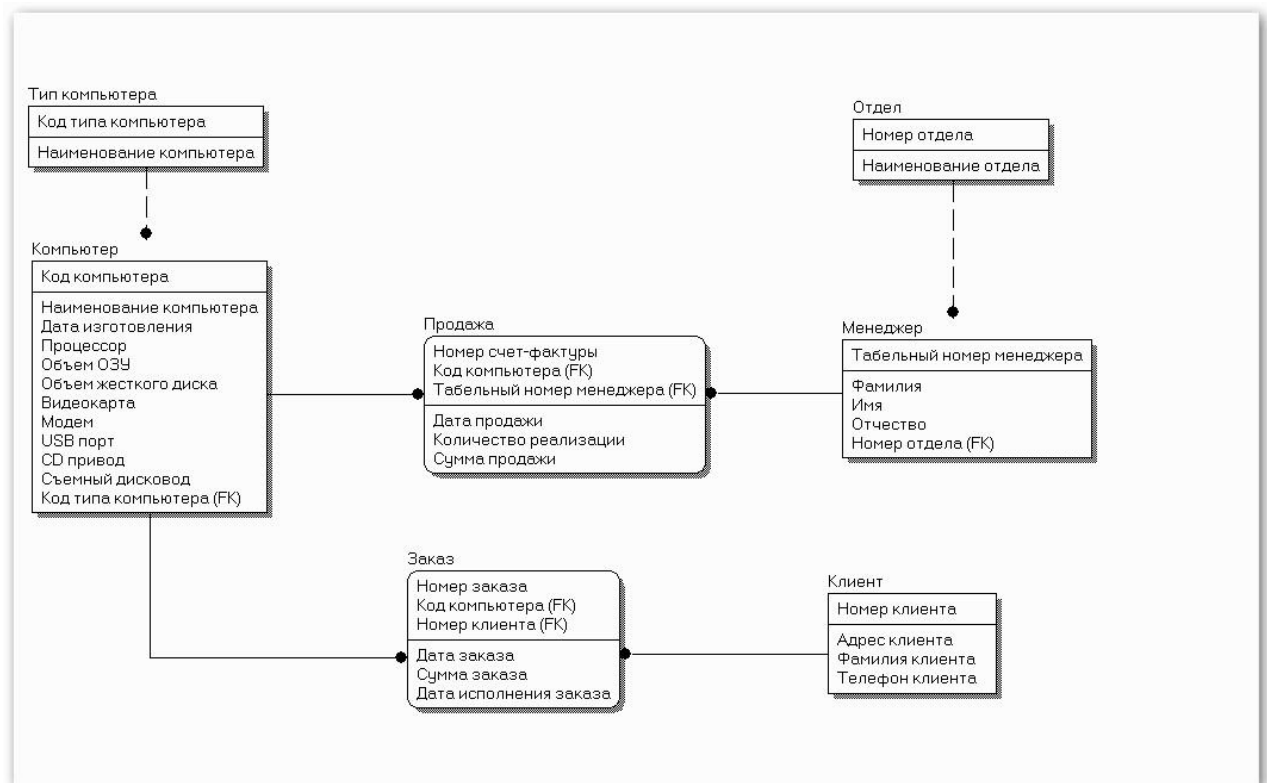 Тип компьютера
Код типа компьютера
Наименование компьютера
Отдел
Номер отдела
Наименование отдела
Компьютер
Код компьютера
Наименование компьютера
Дата изготовления
Процессор
Объем ОЗУ
Объем жесткого диска
Видеокарта
Модем
USB порт
CD привод
Съемный дисковод
Код типа компьютера (FK)
Продажа
Номер счет-фактуры
Код компьютера (FK)
Табельный номер менеджера (FK)
Дата продажи
Количество реализации
Сумма продажи
Менеджер
Табельный номер менеджера
Фамилия
Имя
Отчество
Номер отдела (FK)
Заказ
Номер заказа
Код компьютера (FK)
Номер клиента (FK)
Дата заказа
Сумма заказа
Дата исполнения заказа
Клиент
Номер клиента
Адрес клиента
Фамилия клиента
Телефон клиента